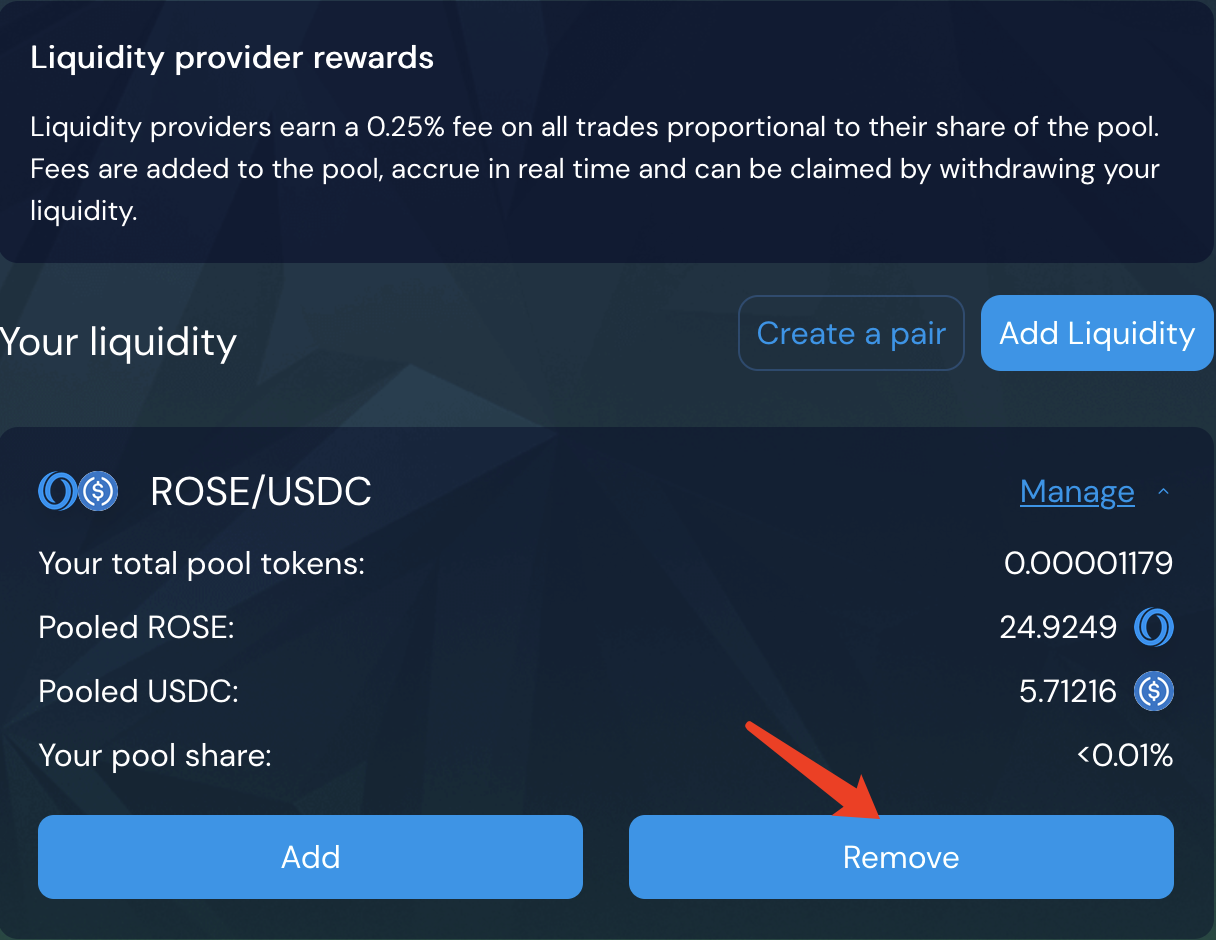 Liquidity provider rewards
Liquidity providers earn a 0.25% fee on all trades proportional to their share of the pool.
Fees are added to the pool, accrue in real time and can be claimed by withdrawing your
liquidity.
Your liquidity
Create a pair
Add Liquidity
ROSE/USDC
Manage
Your total pool tokens: 0.00001179
Pooled ROSE: 24.9249
Pooled USDC: 5.71216
Your pool share: <0.01%
Add
Remove